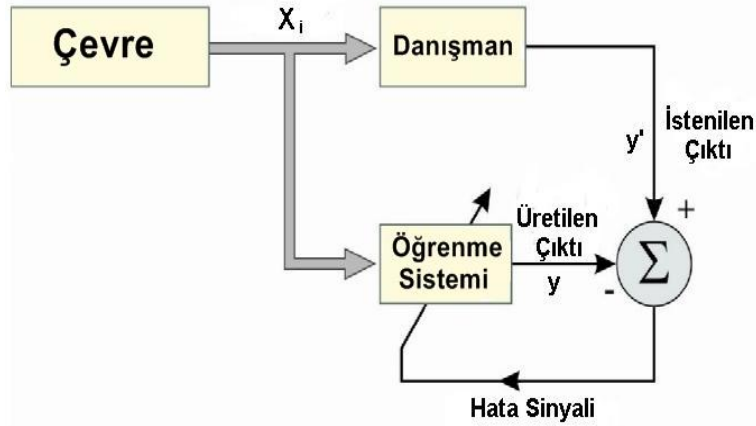 Çevre
X i
Danışman
y'
İstenilen
Çıktı
+
Öğrenme
Sistemi
Üretilen
Çıktı
y
-
Σ
Hata Sinyali